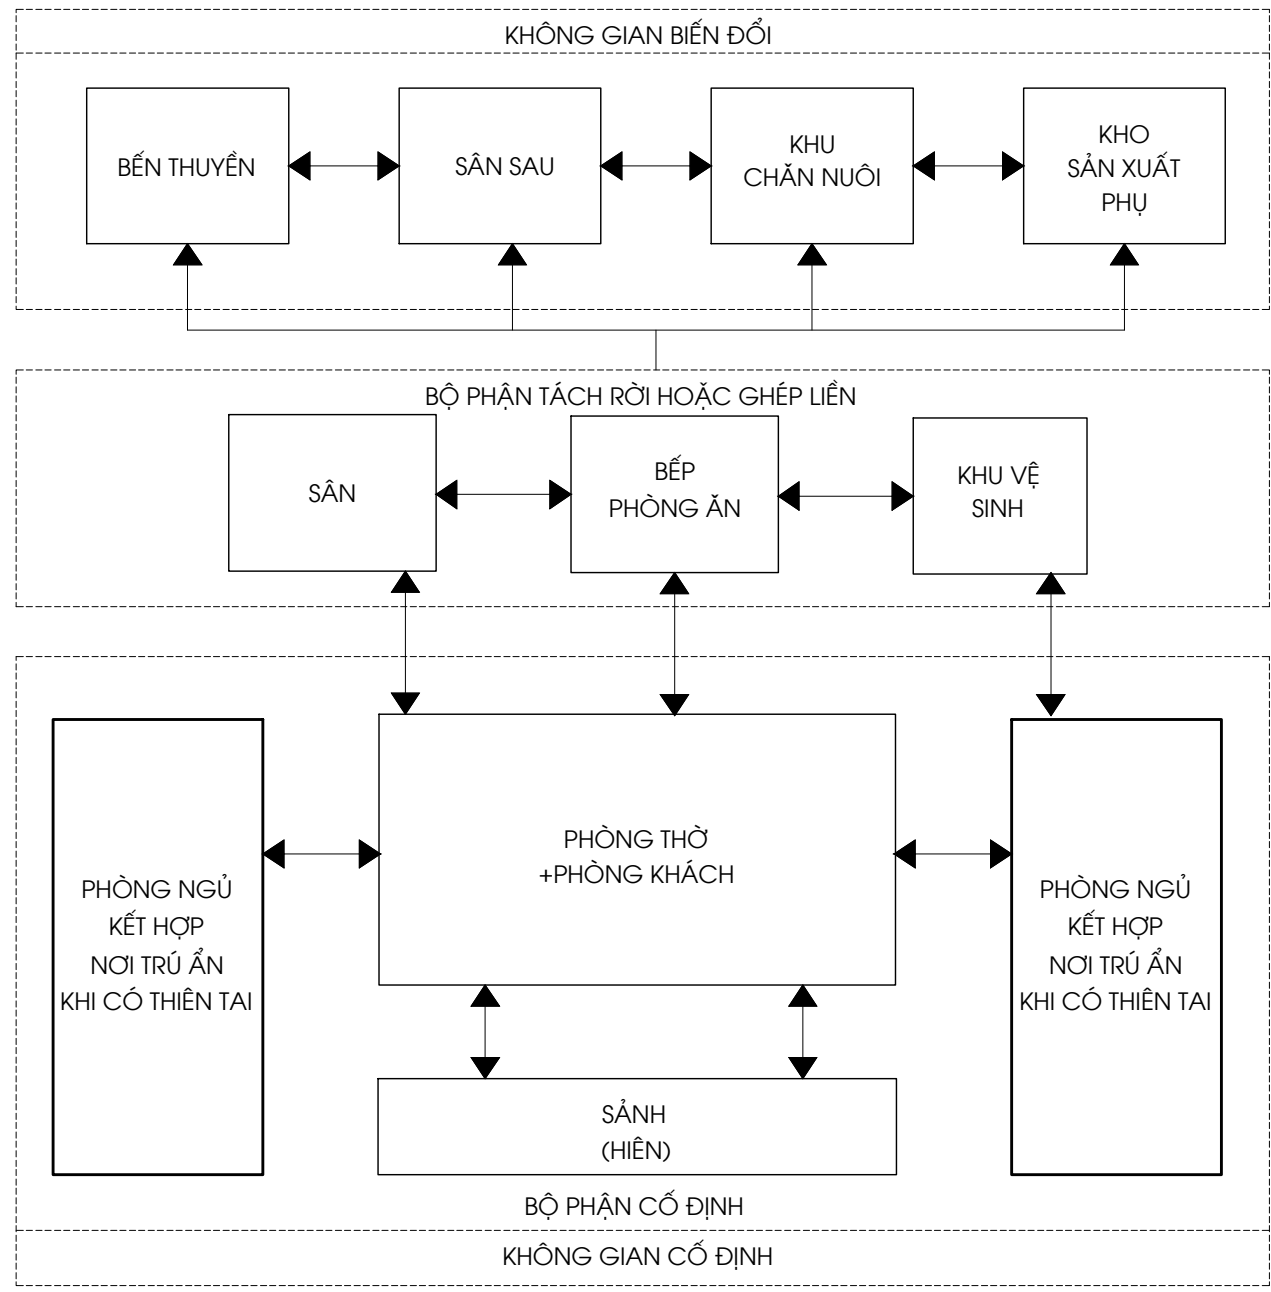 KHÔNG GIAN BIẾN ĐỔI
BẾN THUYỀN
SÂN SAU
KHU
CHĂN NUÔI
KHO
SẢN XUẤT
PHỤ
BỘ PHẬN TÁCH RỜI HOẶC GHÉP LIỀN
SÂN
BẾP
PHÒNG ĂN
KHU VỆ
SINH
PHÒNG NGỦ
KẾT HỢP
NƠI TRÚ ẨN
KHI CÓ THIÊN TAI
PHÒNG THỜ
+PHÒNG KHÁCH
PHÒNG NGỦ
KẾT HỢP
NƠI TRÚ ẨN
KHI CÓ THIÊN TAI
SẢNH
(HIÊN)
BỘ PHẬN CỐ ĐỊNH
KHÔNG GIAN CỐ ĐỊNH